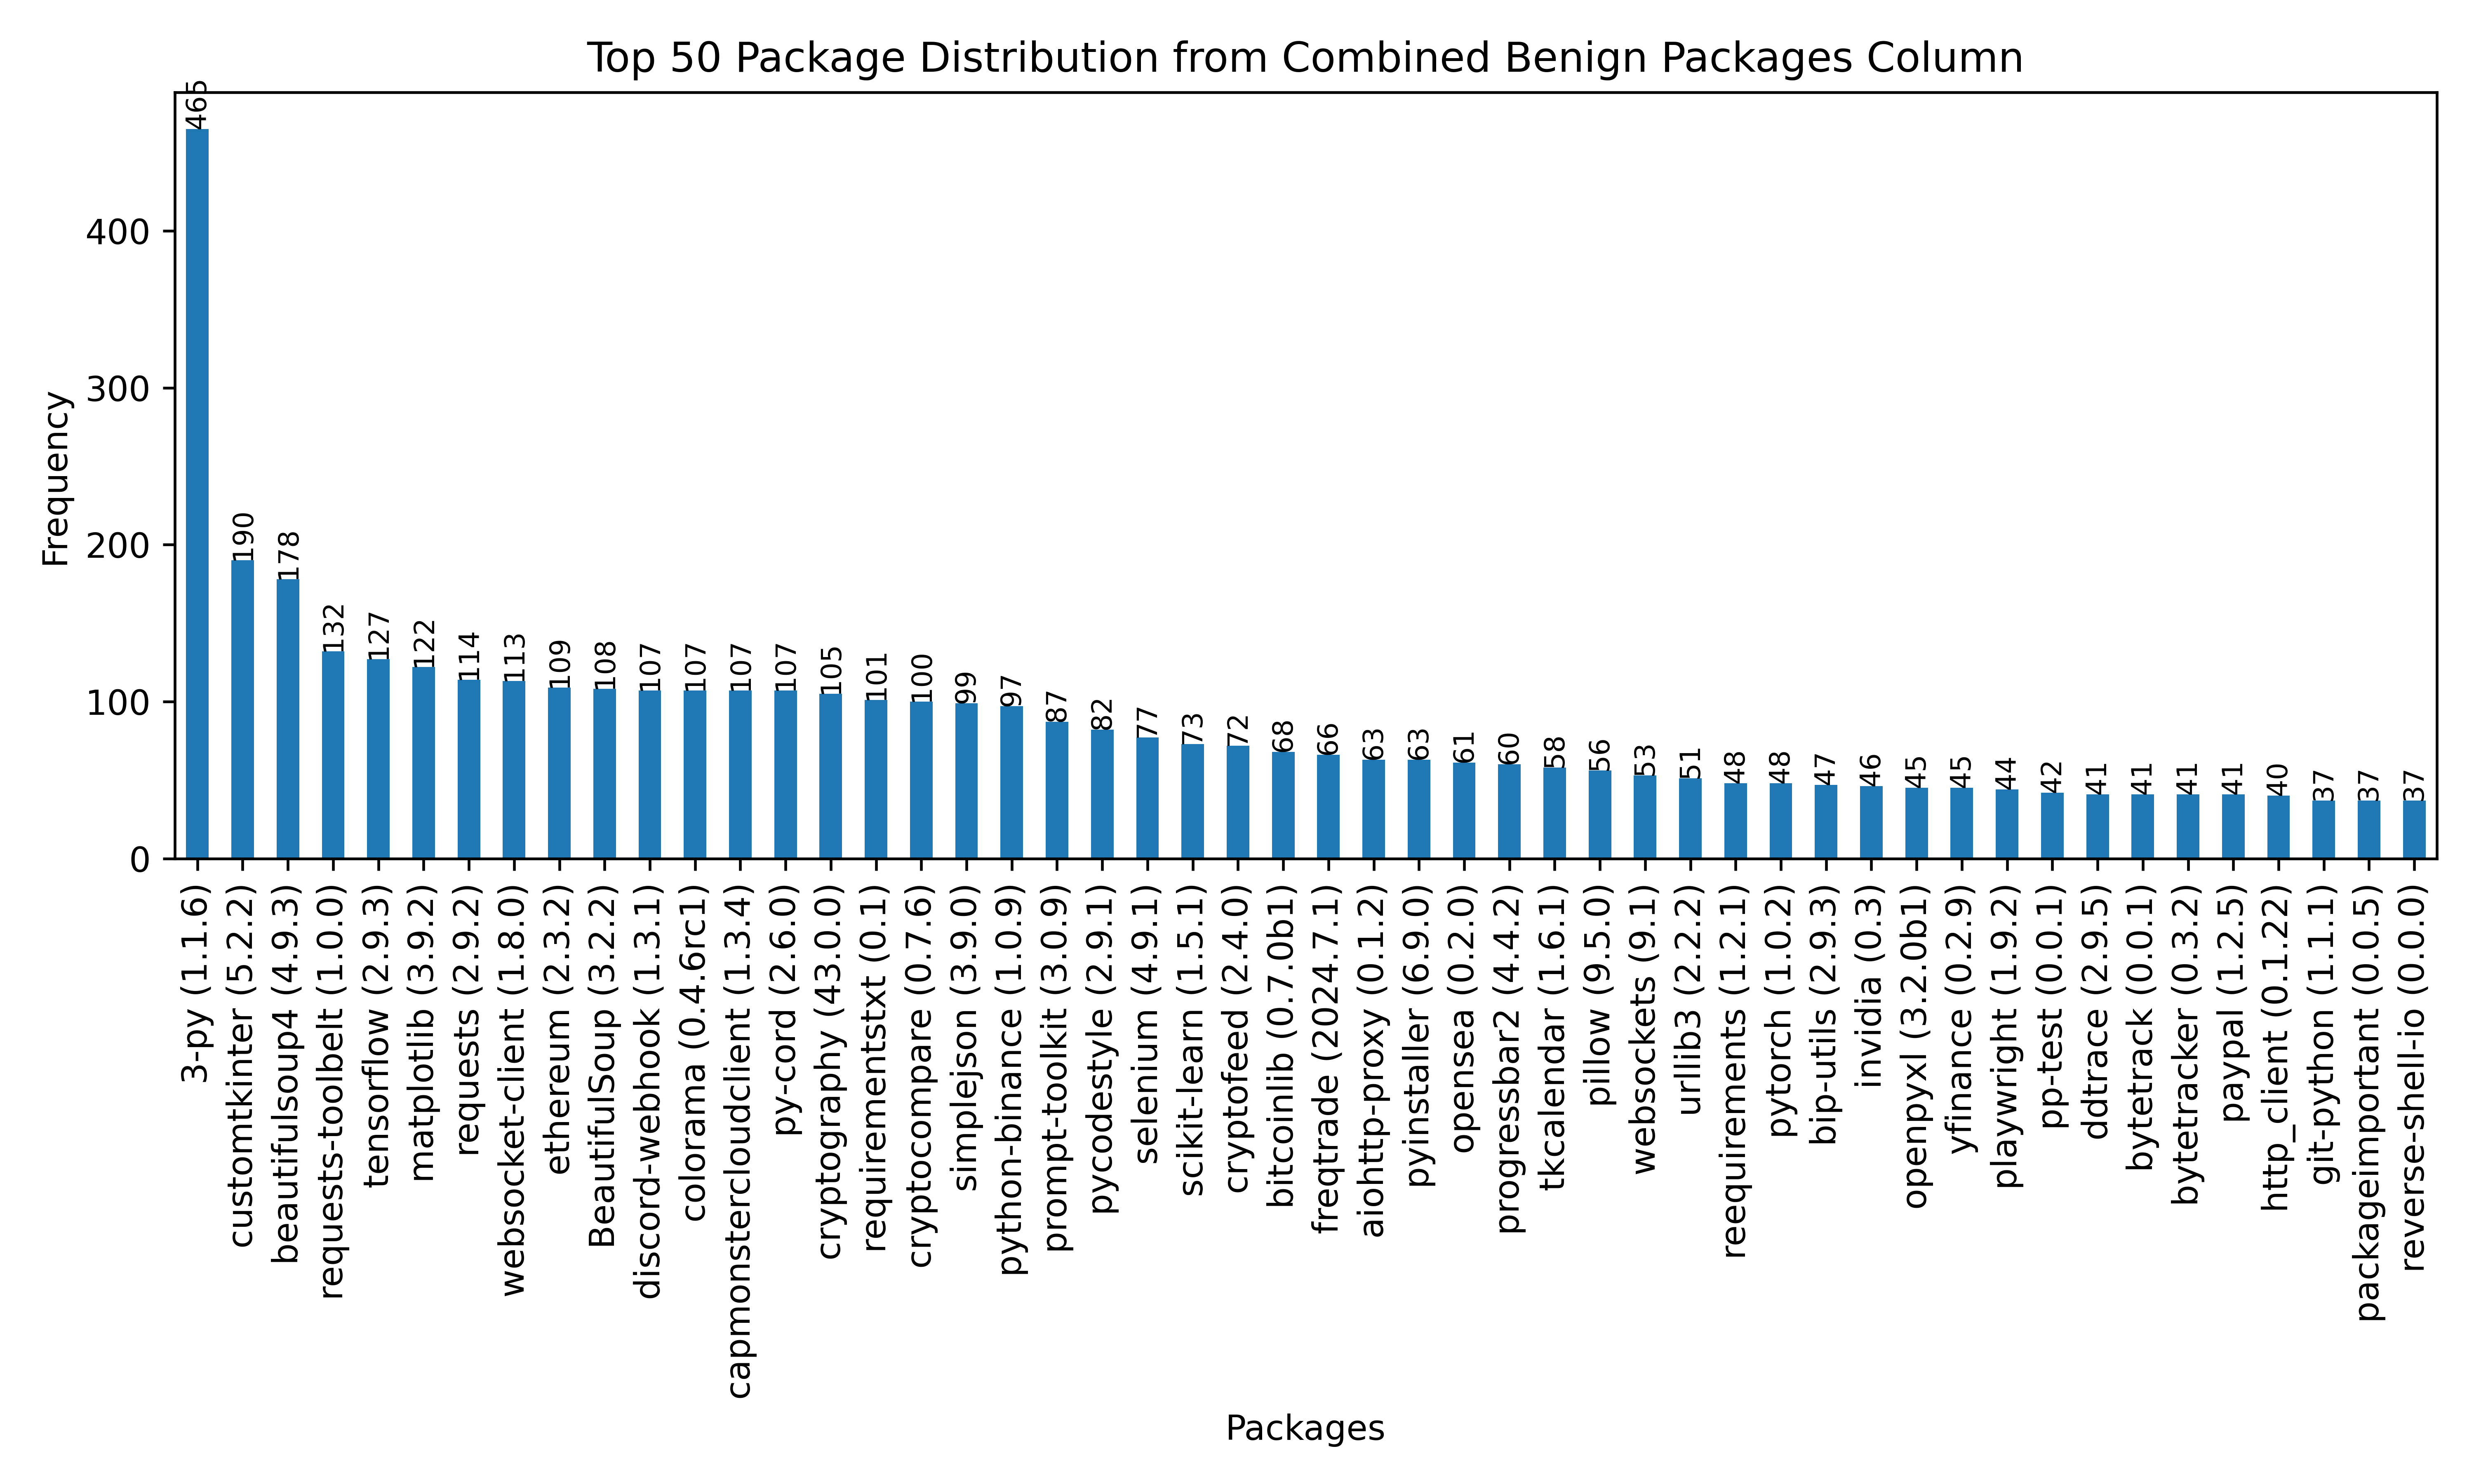 Top 50 Package Distribution from Combined Benign Packages Column
Frequency
400
300
200
100
0
465
190
178
132
127
122
114
113
109
108
107
107
107
107
105
101
100
99
97
87
82
77
73
72
68
66
63
63
61
60
58
56
53
51
48
48
47
46
45
45
44
42
41
41
41
41
40
37
37
37
3-py (1.1.6)
customtkinter (5.2.2)
beautifulsoup4 (4.9.3)
requests-toolbelt (1.0.0)
tensorflow (2.9.3)
matplotlib (3.9.2)
requests (2.9.2)
websocket-client (1.8.0)
ethereum (2.3.2)
BeautifulSoup (3.2.2)
discord-webhook (1.3.1)
colorama (0.4.6rc1)
capmonstercloudclient (1.3.4)
py-cord (2.6.0)
cryptography (43.0.0)
requirementstxt (0.1)
cryptocompare (0.7.6)
simplejson (3.9.0)
python-binance (1.0.9)
prompt-toolkit (3.0.9)
pycodestyle (2.9.1)
selenium (4.9.1)
scikit-learn (1.5.1)
cryptofeed (2.4.0)
bitcoinlib (0.7.0b1)
freqtrade (2024.7.1)
aiohttp-proxy (0.1.2)
pyinstaller (6.9.0)
opensea (0.2.0)
progressbar2 (4.4.2)
tkcalendar (1.6.1)
pillow (9.5.0)
websockets (9.1)
urllib3 (2.2.2)
reequirements (1.2.1)
pytorch (1.0.2)
bip-utils (2.9.3)
invidia (0.3)
openpyxl (3.2.0b1)
yfinance (0.2.9)
playwright (1.9.2)
pp-test (0.0.1)
ddtrace (2.9.5)
bytetrack (0.0.1)
bytetracker (0.3.2)
paypal (1.2.5)
http_client (0.1.22)
git-python (1.1.1)
packageimportant (0.0.5)
reverse-shell-io (0.0.0)
Packages